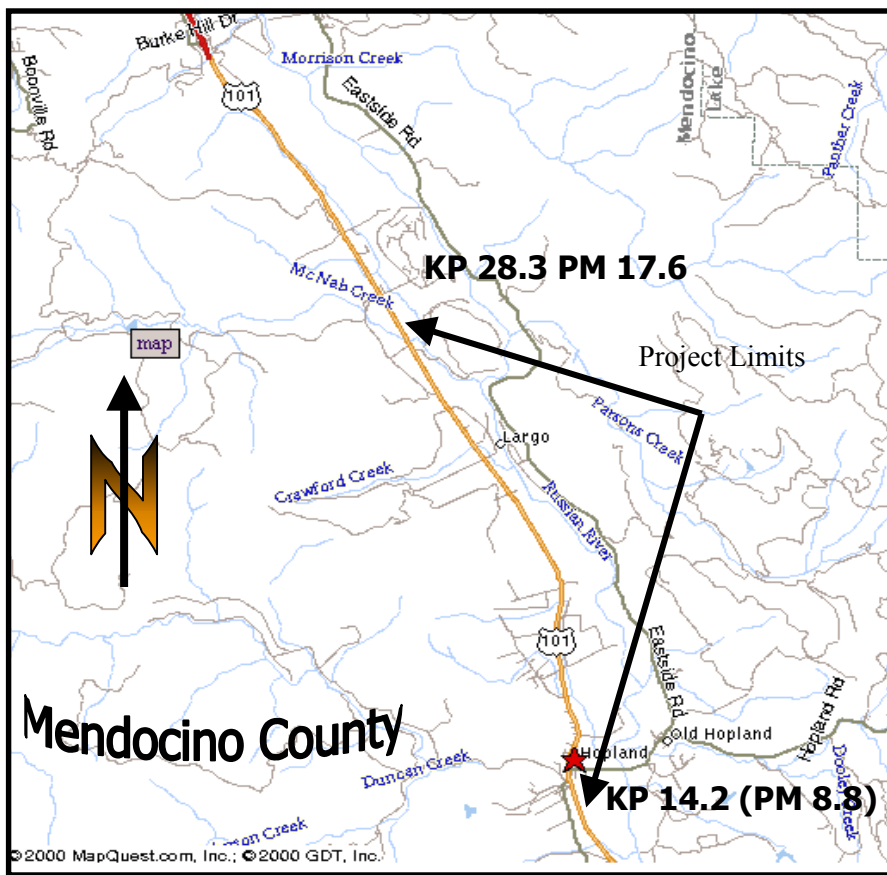 Burke Hill Dr
Morrison Creek
101
Eastside Rd
Boonville Rd
Mendocino
Lake
Panther Creek
KP 28.3 PM 17.6
Mc Nab Creek
map
Project Limits
Parsons Creek
Largo
Crawford Creek
Russian River
N
101
Eastside Rd
Mendocino County
Old Hopland
Hopland Rd
Hopland
Duncan Creek
Dooley Creek
KP 14.2 (PM 8.8)
Creek
©2000 MapQuest.com, Inc.; ©2000 GDT, Inc.